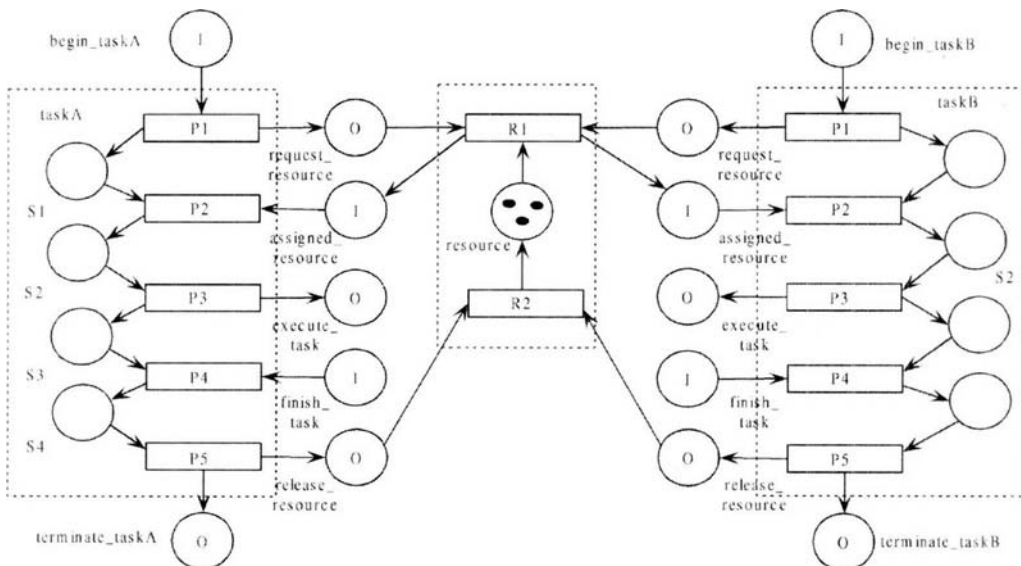 begin_taskA
I
I
begin_taskB
taskA
P1
O
R1
O
P1
taskB
request_
resource
request_
resource
S1
P2
I
I
P2
assigned_
resource
resource
assigned_
resource
S2
P3
O
R2
O
P3
S2
execute_
task
execute_
task
S3
P4
I
I
P4
finish_
task
finish_
task
S4
P5
O
O
P5
release_
resource
release_
resource
terminate_taskA
O
O
terminate_taskB